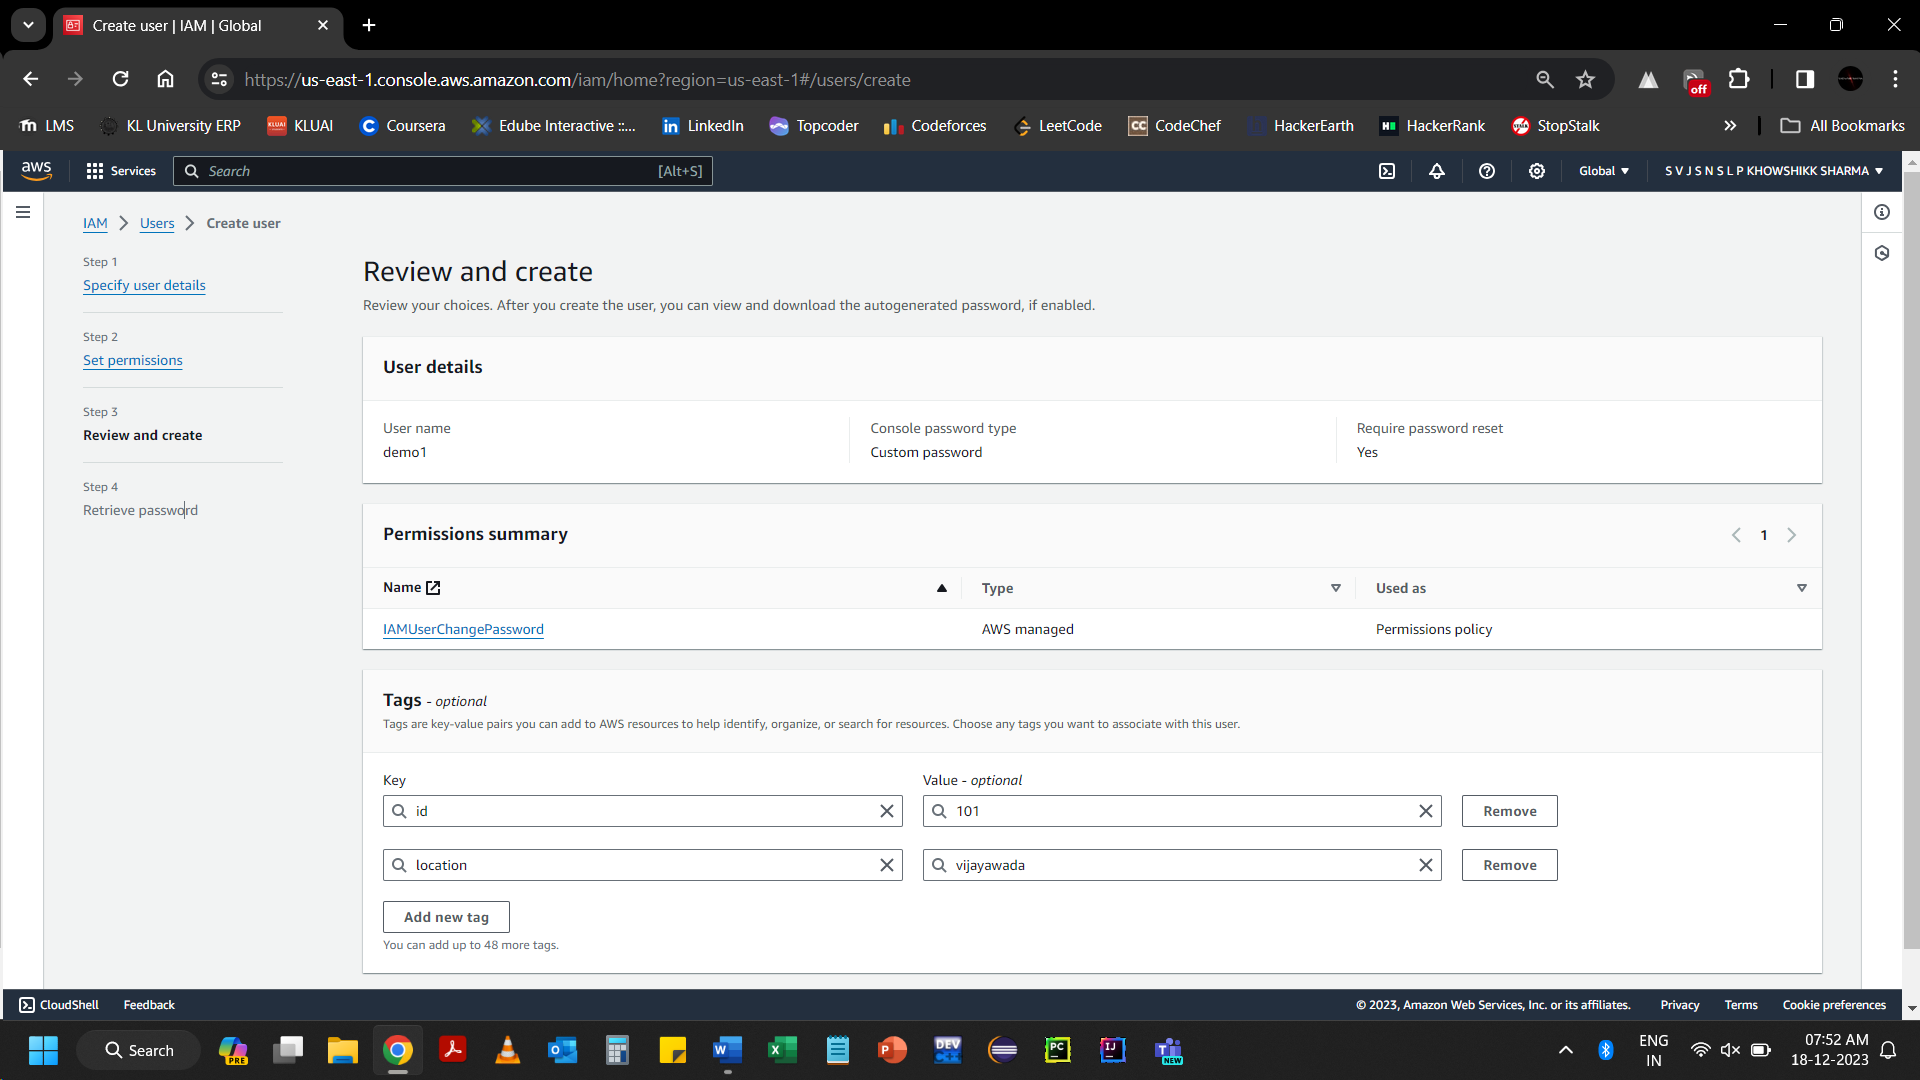 Create user | IAM | Global
https://us-east-1.console.aws.amazon.com/iam/home?region=us-east-1#/users/create
off
LMS
KL University ERP
KLUAI KLUAI
Coursera
Edube Interactive ::...
in LinkedIn
Topcoder
Codeforces
LeetCode
CC CodeChef
HackerEarth
HackerRank
StopStalk
All Bookmarks
aws
Services
Search
[Alt+S]
Global
S V J S N S L P KHOWSHIKK SHARMA
IAM > Users > Create user
Step 1
Specify user details
Step 2
Set permissions
Step 3
Review and create
Step 4
Retrieve password
Review and create
Review your choices. After you create the user, you can view and download the autogenerated password, if enabled.
User details
User name
demo1
Console password type
Custom password
Require password reset
Yes
Permissions summary
1
Name
Type
Used as
IAMUserChangePassword
AWS managed
Permissions policy
Tags - optional
Tags are key-value pairs you can add to AWS resources to help identify, organize, or search for resources. Choose any tags you want to associate with this user.
Key
Value - optional
id
101
Remove
location
vijayawada
Remove
Add new tag
You can add up to 48 more tags.
CloudShell
Feedback
© 2023, Amazon Web Services, Inc. or its affiliates.
Privacy
Terms
Cookie preferences
Search
PRE
DEV
C++
PC
IJ
NEW
ENG
IN
07:52 AM
18-12-2023